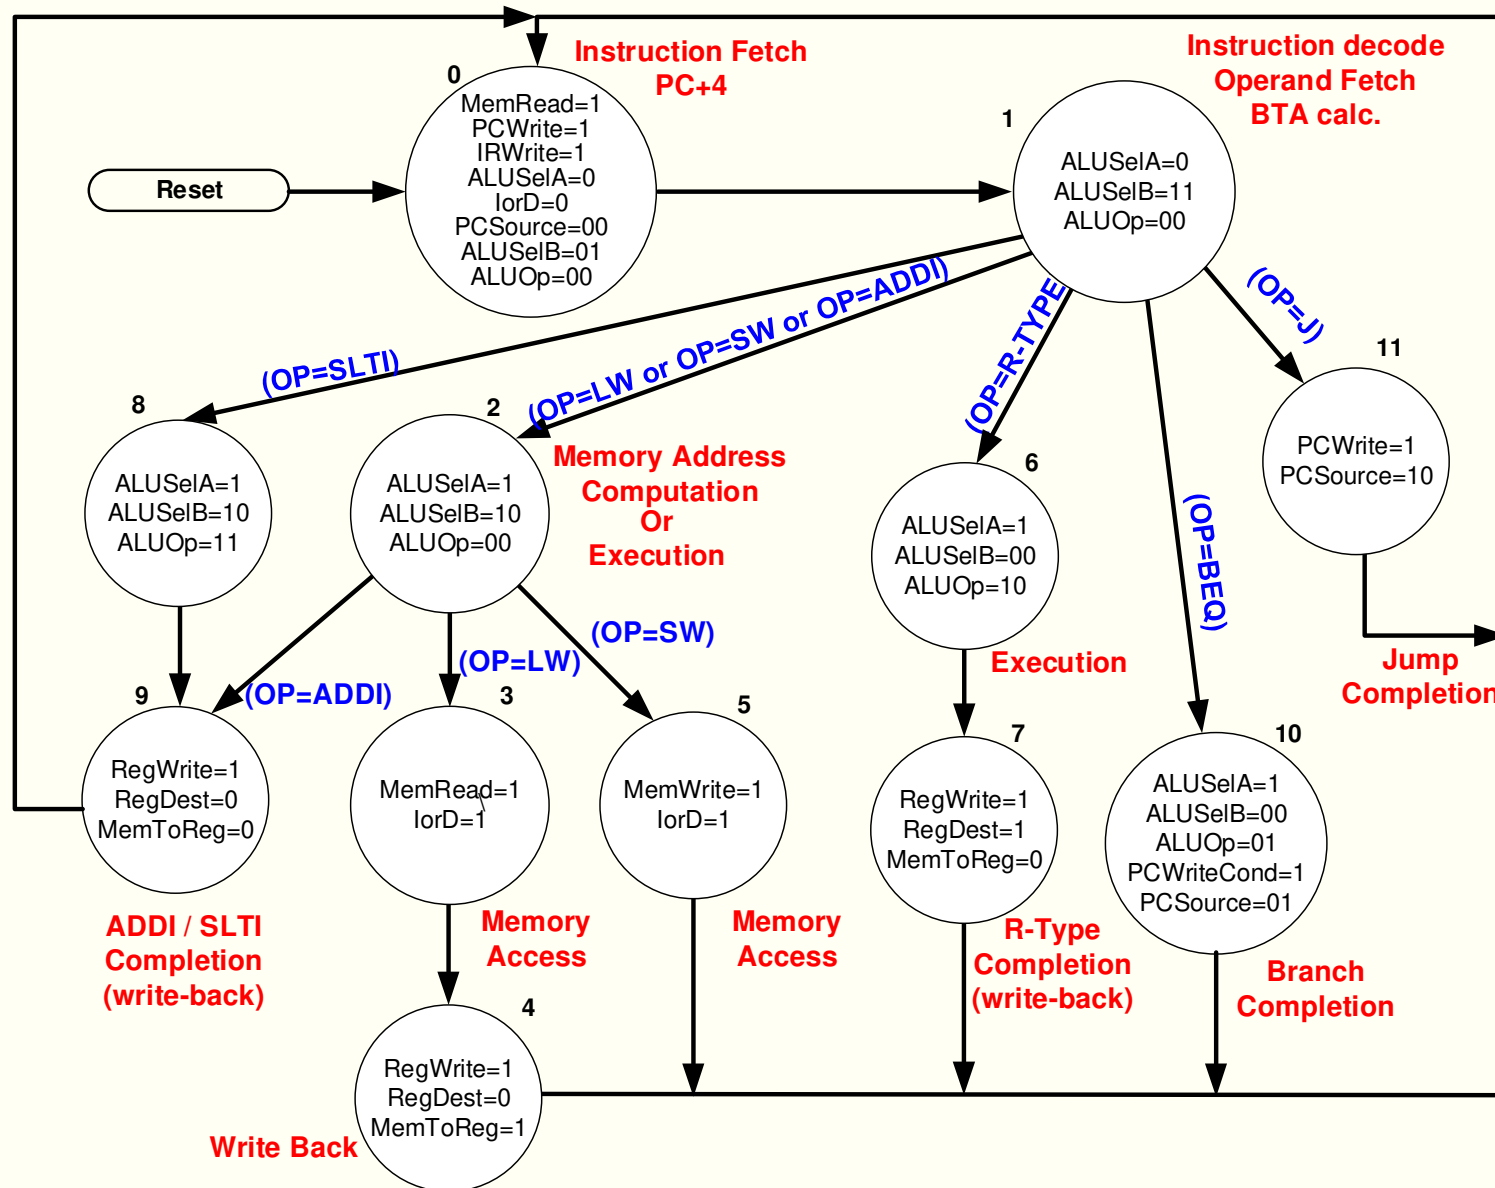 Instruction Fetch
PC+4
Instruction decode
Operand Fetch
BTA calc.
0
MemRead=1
PCWrite=1
IRWrite=1
ALUSelA=0
IorD=0
PCSource=00
ALUSelB=01
ALUOp=00
Reset
1
ALUSelA=0
ALUSelB=11
ALUOp=00
(OP=SLTI)
(OP=LW or OP=SW or OP=ADDI)
(OP=R-TYPE
(OP=BEQ)
(OP=J)
8
ALUSelA=1
ALUSelB=10
ALUOp=11
2
ALUSelA=1
ALUSelB=10
ALUOp=00
Memory Address
Computation
Or
Execution
6
ALUSelA=1
ALUSelB=00
ALUOp=10
Execution
11
PCWrite=1
PCSource=10
Jump
Completion
(OP=ADDI)
(OP=LW)
(OP=SW)
9
RegWrite=1
RegDest=0
MemToReg=0
ADDI / SLTI
Completion
(write-back)
3
MemRead=1
IorD=1
\
Memory
Access
5
MemWrite=1
IorD=1
Memory
Access
7
RegWrite=1
RegDest=1
MemToReg=0
R-Type
Completion
(write-back)
10
ALUSelA=1
ALUSelB=00
ALUOp=01
PCWriteCond=1
PCSource=01
Branch
Completion
4
RegWrite=1
RegDest=0
MemToReg=1
Write Back